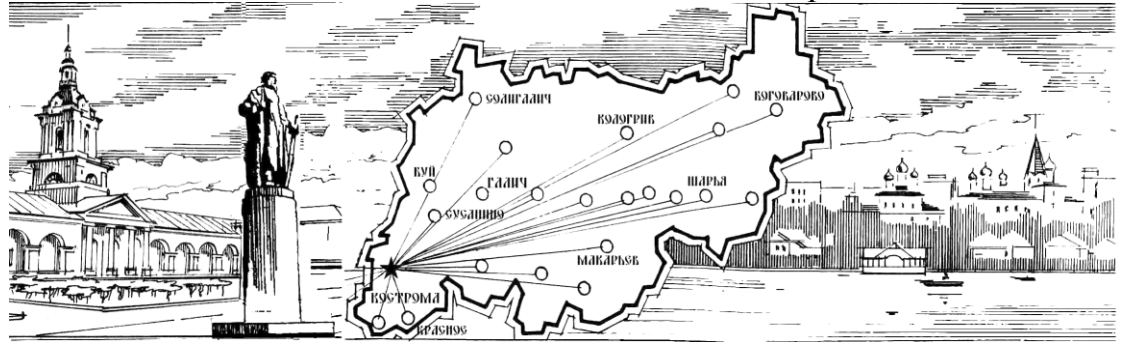 СОЛИГАЛИЧ
БОГОВАРОВО
КОЛОГРИВ
БУЙ
ГАЛИЧ
ШАРЬЯ
СУСАНИНО
МАКАРЬЕВ
КОСТРОМА
КРАСНОЕ